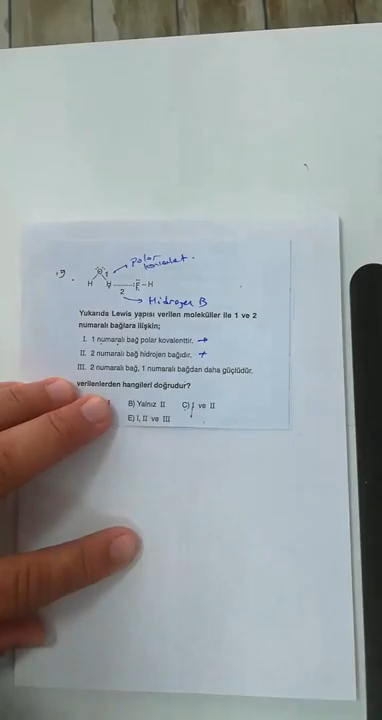 19.
polar
kovalent.
H O 1
H 2 :F̤ – H
Hidrojen B
Yukarıda Lewis yapısı verilen moleküller ile 1 ve 2
numaralı bağlara ilişkin;
I. 1 numaralı bağ polar kovalenttir. +
II. 2 numaralı bağ hidrojen bağıdır. +
III. 2 numaralı bağ, 1 numaralı bağdan daha güçlüdür.
verilenlerden hangileri doğrudur?
I B) Yalnız II C) I ve II
E) I, II ve III